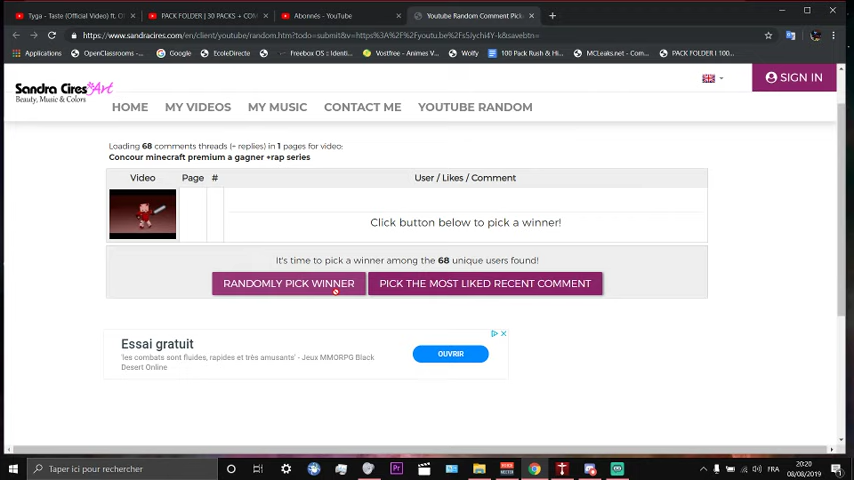 Tyga - Taste (Official Video) ft. O
PACK FOLDER | 30 PACKS + COM
Abonnés - YouTube
Youtube Random Comment Pick
https://www.sandracires.com/en/client/youtube/random.htm?todo=submit&v=https%3A%2F%2Fyoutu.be%2Fs5Jychi4Y-k&savebtn=
Applications
OpenClassrooms -...
Google
EcoleDirecte
Freebox OS :: Identi...
Vostfree - Animes V...
Wolfy
100 Pack Rush & Hi...
MCLeaks.net - Com...
PACK FOLDER I 100...
Sandra Cires Art
Beauty, Music & Colors
SIGN IN
HOME
MY VIDEOS
MY MUSIC
CONTACT ME
YOUTUBE RANDOM
Loading 68 comments threads (+ replies) in 1 pages for video:
Concour minecraft premium a gagner +rap series
Video
Page
#
User / Likes / Comment
Click button below to pick a winner!
It's time to pick a winner among the 68 unique users found!
RANDOMLY PICK WINNER
PICK THE MOST LIKED RECENT COMMENT
Essai gratuit
'les combats sont fluides, rapides et très amusants' - Jeux MMORPG Black
Desert Online
OUVRIR
Taper ici pour rechercher
FRA
20:20
08/08/2019